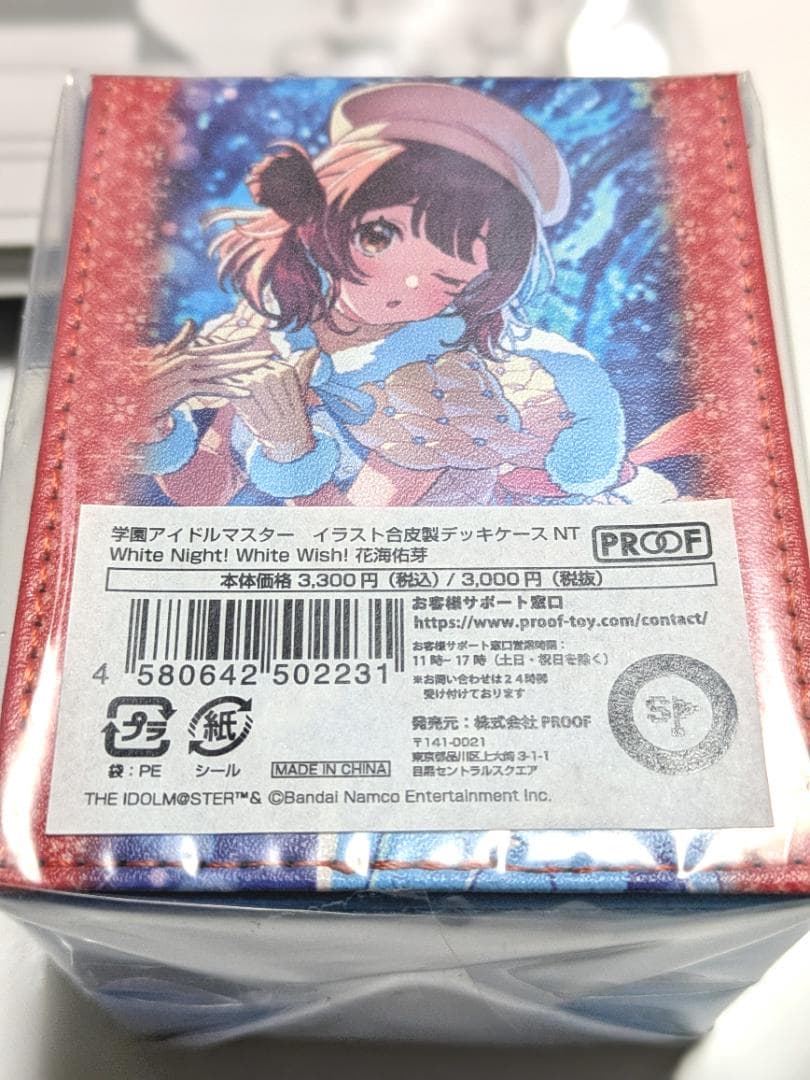 学園アイドルマスター　イラスト合皮製デッキケース NT
White Night! White Wish! 花海佑芽
PROOF
本体価格 3,300円（税込）/ 3,000円（税抜）
お客様サポート窓口
https://www.proof-toy.com/contact/
お客様サポート窓口営業時間：
11時−17時（土日・祝日を除く）
※お問い合わせは24時間
受け付けております
4 580642 502231
プラ
紙
SP
発売元：株式会社 PROOF
〒141-0021
東京都品川区上大崎 3-1-1
目黒セントラルスクエア
袋：PE
シール
MADE IN CHINA
THE IDOLM@STER™& ©Bandai Namco Entertainment Inc.